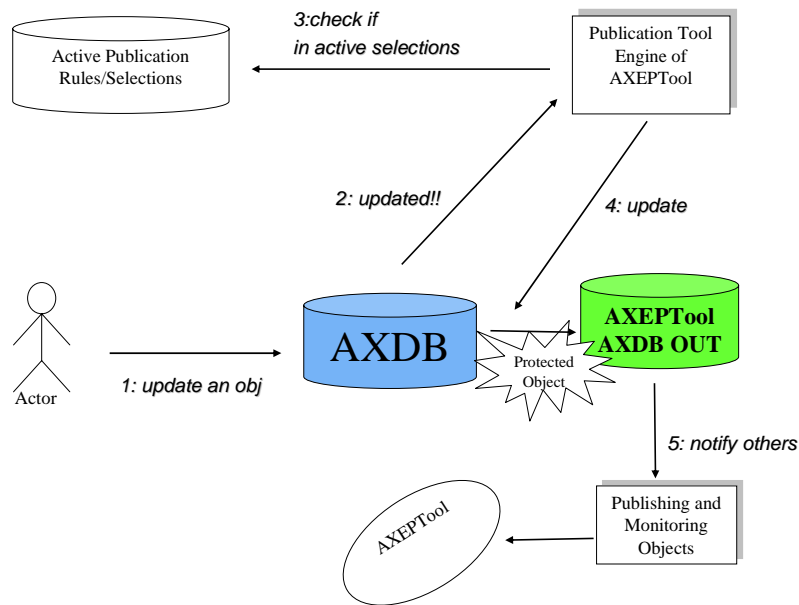 3:check if
in active selections
Active Publication
Rules/Selections
Publication Tool
Engine of
AXEPTool
2: updated!!
4: update
AXDB
AXEPTool
AXDB OUT
Protected
Object
Actor
1: update an obj
5: notify others
AXEPTool
Publishing and
Monitoring
Objects